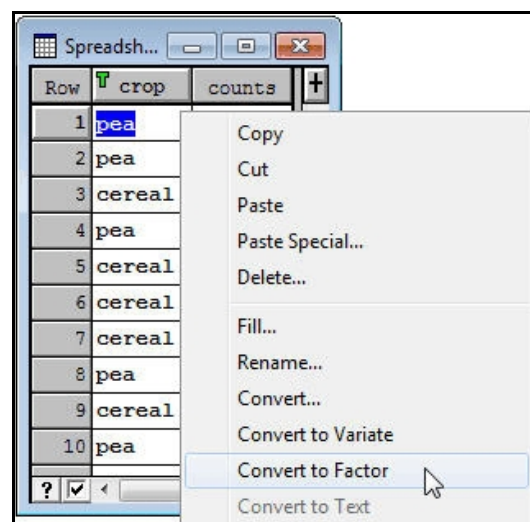 Spreadsh...
Row T crop counts +
1 pea
2 pea
3 cereal
4 pea
5 cereal
6 cereal
7 cereal
8 pea
9 cereal
10 pea
?
Copy
Cut
Paste
Paste Special...
Delete...
Fill...
Rename...
Convert...
Convert to Variate
Convert to Factor
Convert to Text